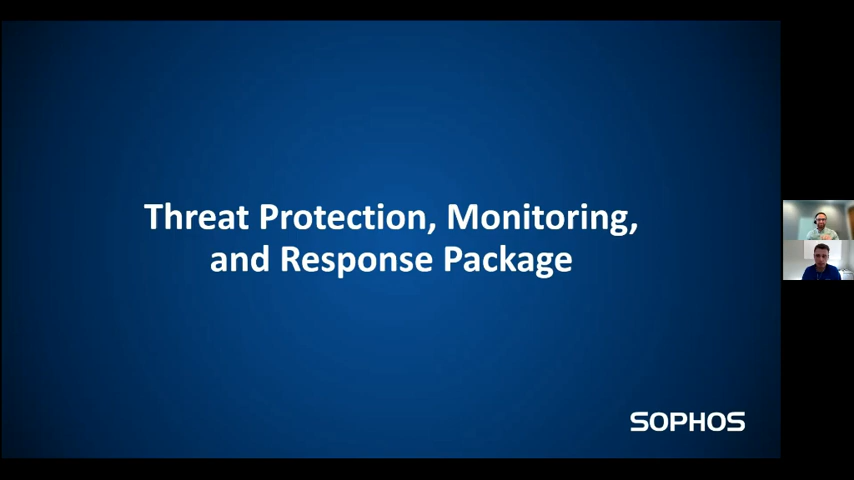 Threat Protection, Monitoring,
and Response Package
SOPHOS